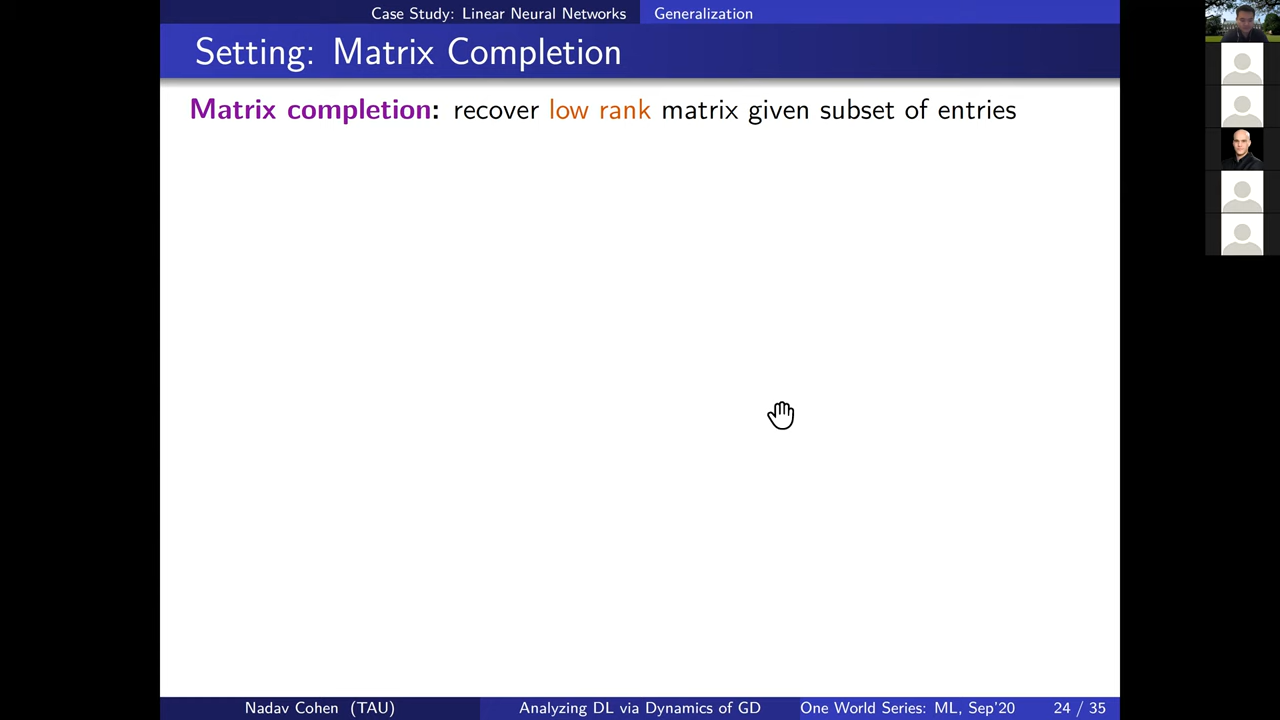 Case Study: Linear Neural Networks Generalization
Setting: Matrix Completion
Matrix completion: recover low rank matrix given subset of entries
Nadav Cohen (TAU) Analyzing DL via Dynamics of GD One World Series: ML, Sep'20 24 / 35